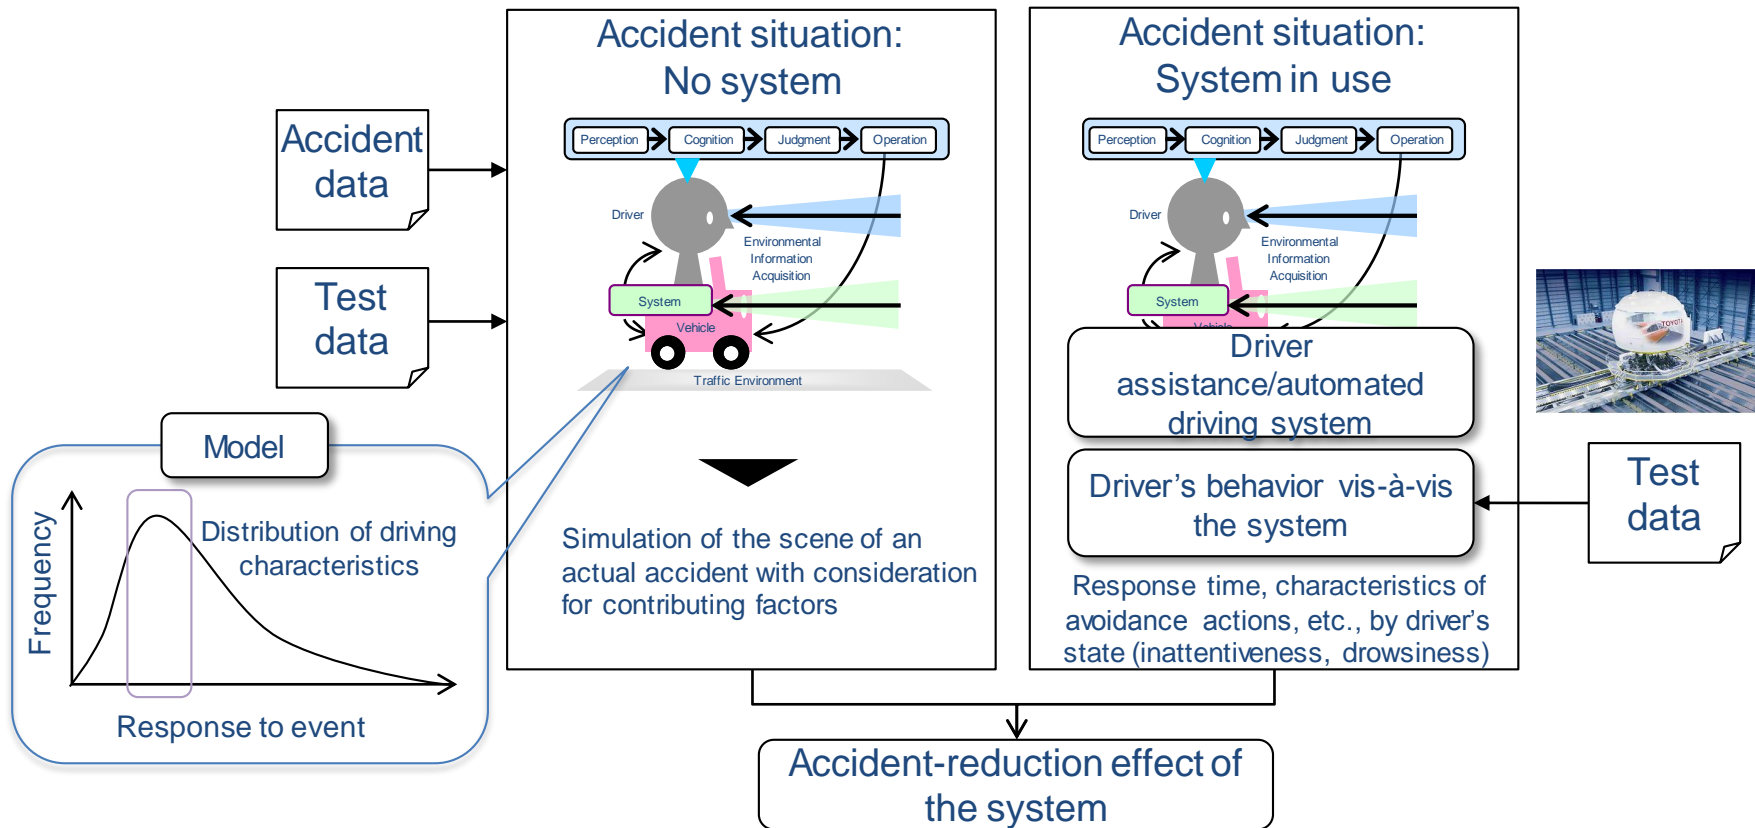 Accident situation:
No system
Perception
Cognition
Judgment
Operation
Driver
Environmental
Information
Acquisition
System
Vehicle
Traffic Environment
Simulation of the scene of an
actual accident with consideration
for contributing factors
Accident
data
Test
data
Model
Frequency
Distribution of driving
characteristics
Response to event
Accident situation:
System in use
Perception
Cognition
Judgment
Operation
Driver
Environmental
Information
Acquisition
System
Vehicle
Driver
assistance/automated
driving system
Driver's behavior vis-à-vis
the system
Response time, characteristics of
avoidance actions, etc., by driver's
state (inattentiveness, drowsiness)
TOYOTA
Test
data
Accident-reduction effect of
the system